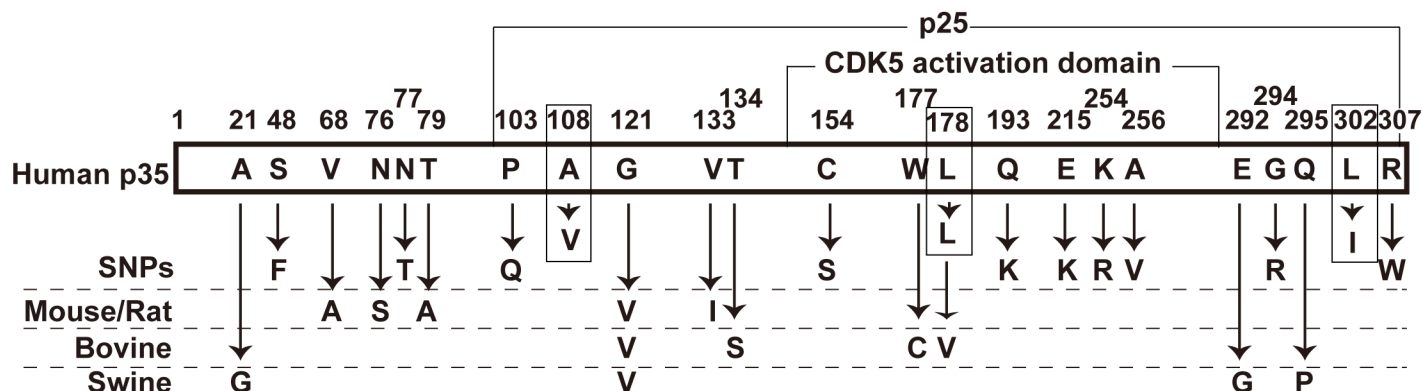 p25
CDK5 activation domain
77 134 254 294
1 21 48 68 76 79 103 108 121 133 154 177 178 193 215 256 292 295 302 307
Human p35 A S V N N T P A G V T C W L Q E K A E G Q L R
V L I
SNPs F T Q S K K R V R W
Mouse/Rat A S A V I
Bovine V S C V
Swine G V G P